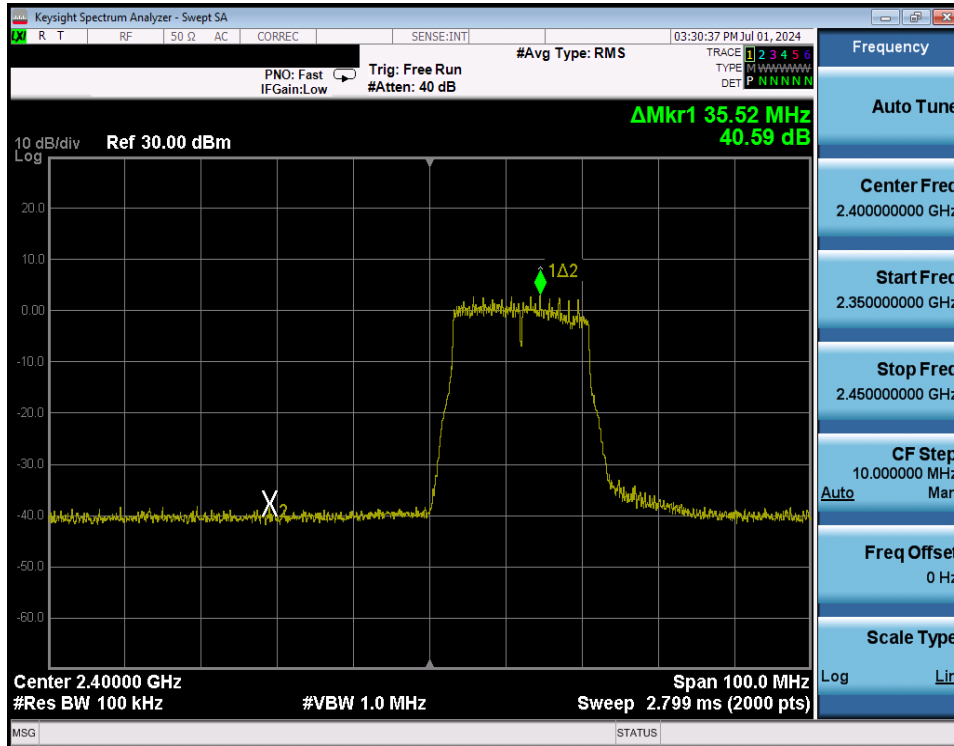 Keysight Spectrum Analyzer - Swept SA
LXI R T RF 50 Ω AC CORREC SENSE:INT 03:30:37 PM Jul 01, 2024
#Avg Type: RMS
TRACE 1 2 3 4 5 6
TYPE M W W W W W
DET P N N N N N
PNO: Fast
IFGain:Low
Trig: Free Run
#Atten: 40 dB
ΔMkr1 35.52 MHz
40.59 dB
10 dB/div
Log
Ref 30.00 dBm
20.0
10.0
0.00
-10.0
-20.0
-30.0
-40.0
-50.0
-60.0
1Δ2
X2
Center 2.40000 GHz
#Res BW 100 kHz
#VBW 1.0 MHz
Span 100.0 MHz
Sweep 2.799 ms (2000 pts)
MSG
STATUS
Frequency
Auto Tune
Center Freq
2.400000000 GHz
Start Freq
2.350000000 GHz
Stop Freq
2.450000000 GHz
CF Step
10.000000 MHz
Auto Man
Freq Offset
0 Hz
Scale Type
Log Lin